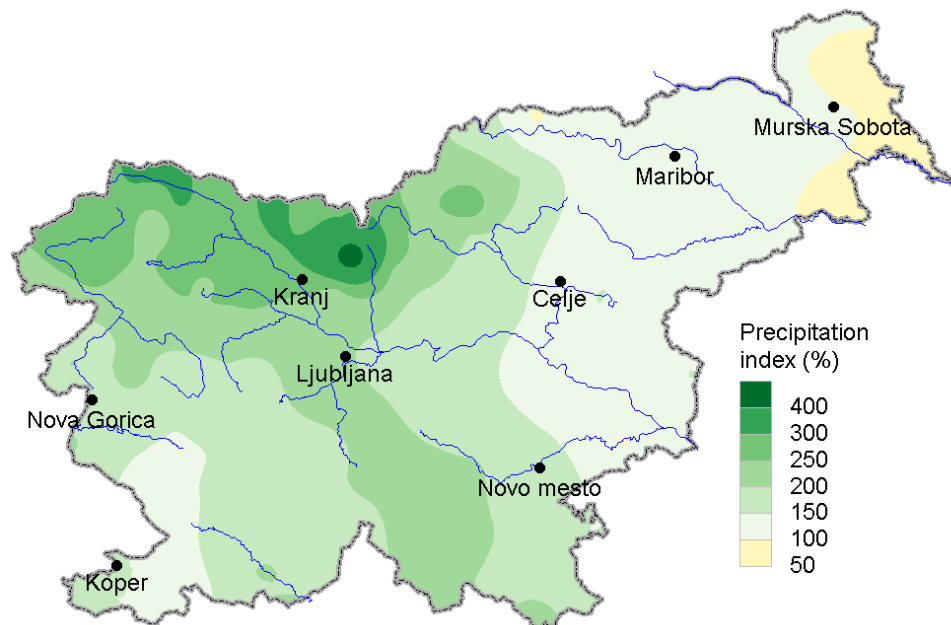 Murska Sobota
Maribor
Kranj
Celje
Ljubljana
Nova Gorica
Novo mesto
Koper
Precipitation
index (%)
400
300
250
200
150
100
50